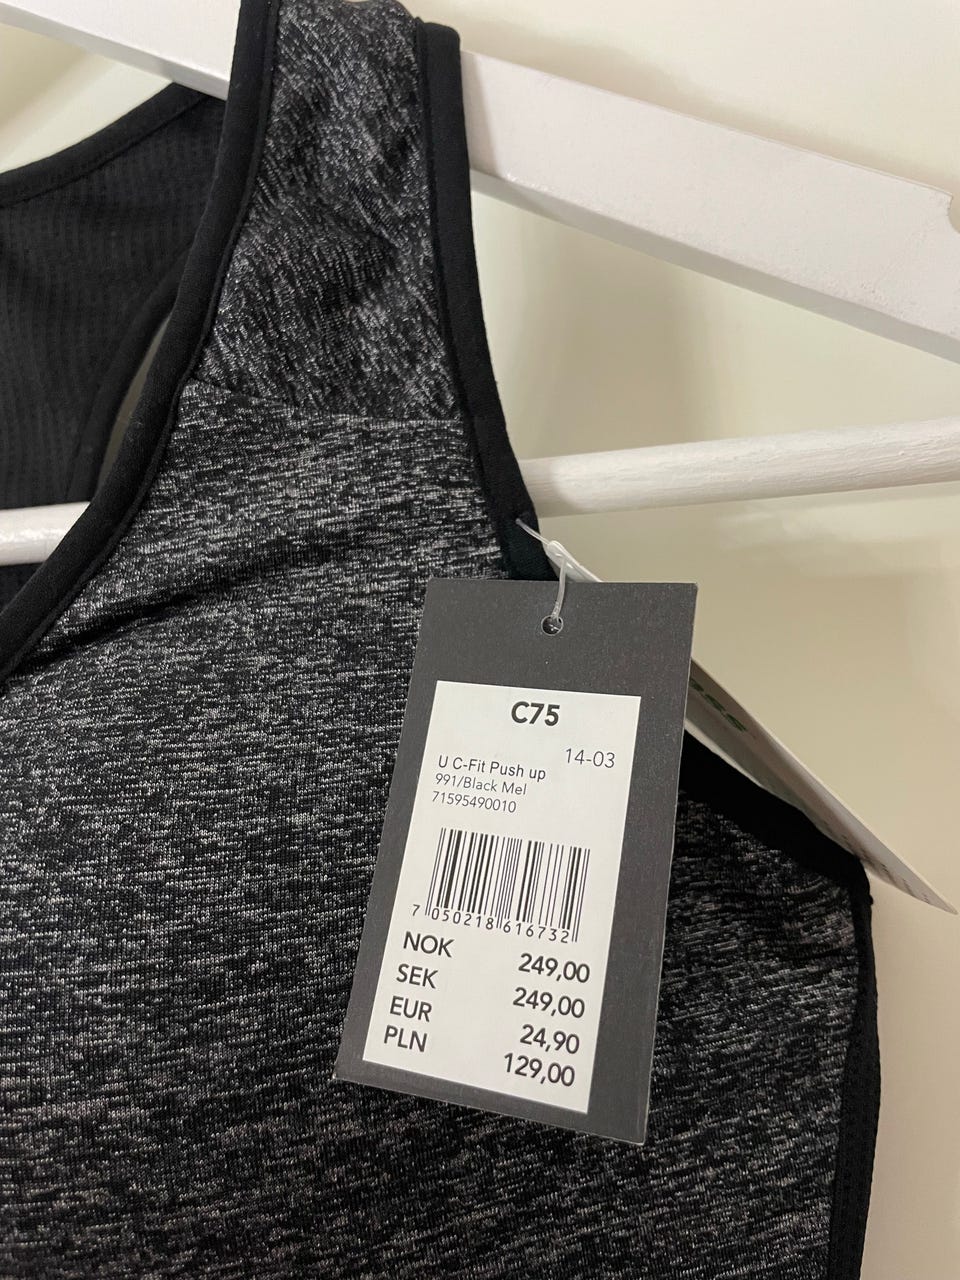 C75
14-03
U C-Fit Push up
991/Black Mel
71595490010
7 050218 616732
NOK 249,00
SEK 249,00
EUR 24,90
PLN 129,00